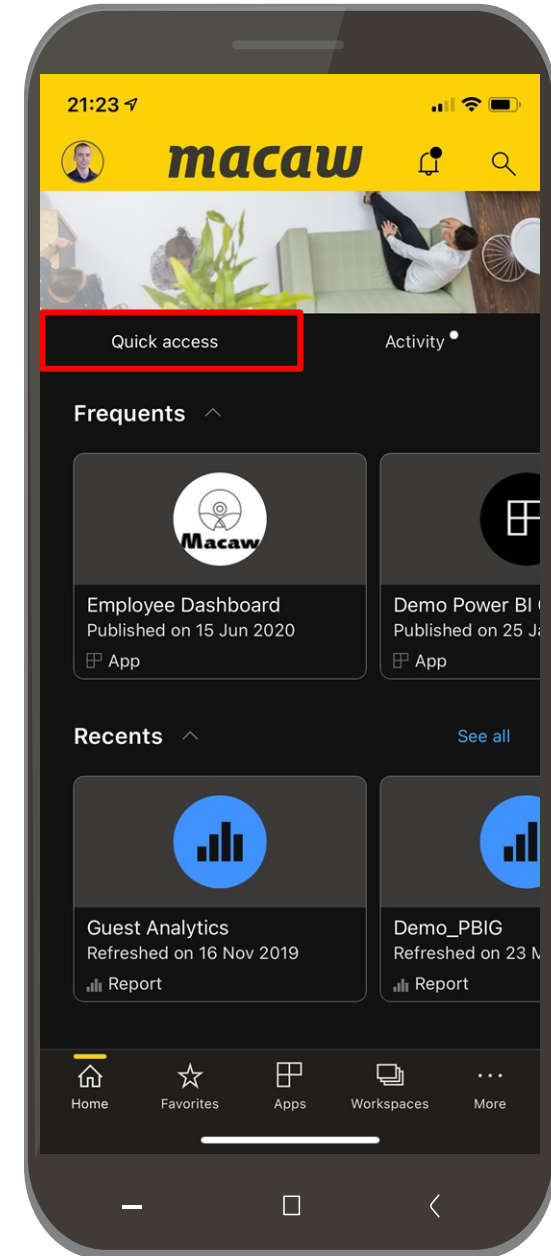 21:23
macaw
Quick access
Activity
Frequents
Macaw
Employee Dashboard
Published on 15 Jun 2020
App
Demo Power BI
Published on 25
App
Recents
See all
Guest Analytics
Refreshed on 16 Nov 2019
Report
Demo_PBIG
Refreshed on 23
Report
Home
Favorites
Apps
Workspaces
More